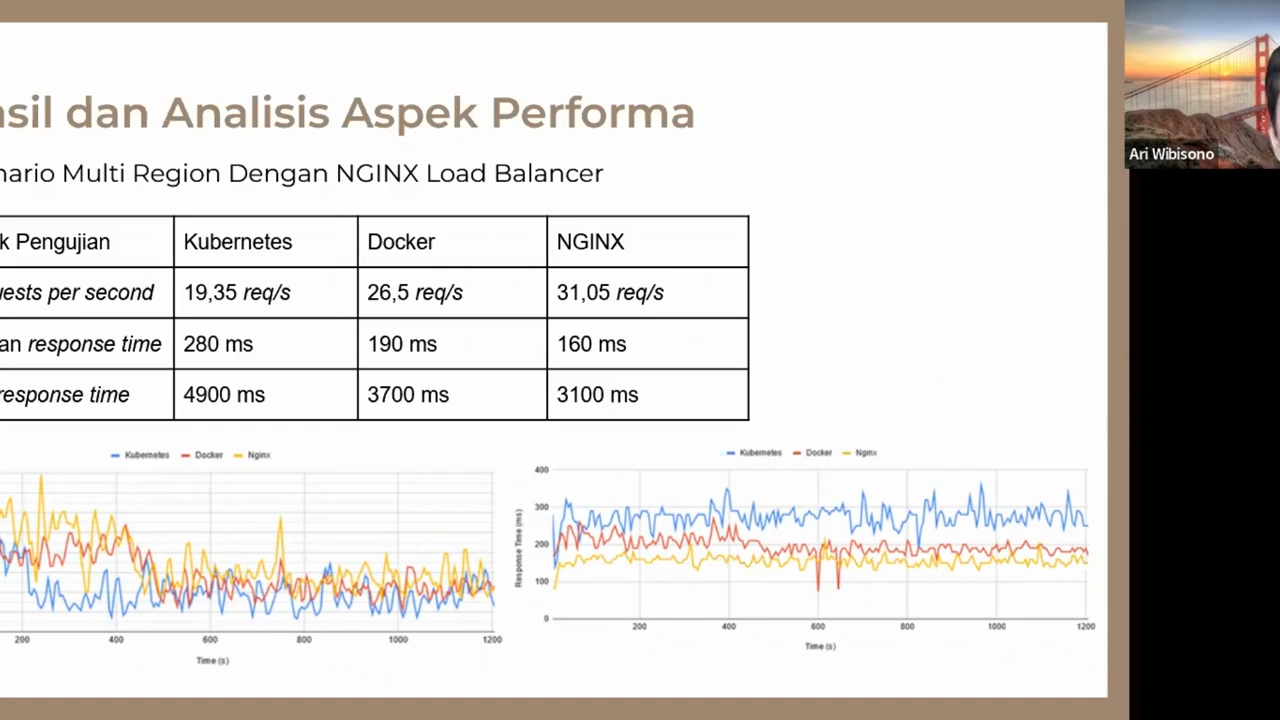 asil dan Analisis Aspek Performa
nario Multi Region Dengan NGINX Load Balancer
k Pengujian Kubernetes Docker NGINX
ests per second 19,35 req/s 26,5 req/s 31,05 req/s
an response time 280 ms 190 ms 160 ms
response time 4900 ms 3700 ms 3100 ms
Kubernetes Docker Nginx
200 400 600 800 1000 1200
Time (s)
Kubernetes Docker Nginx
400
300
200
100
0
Response Time (ms)
200 400 600 800 1000 1200
Time (s)
Ari Wibisono